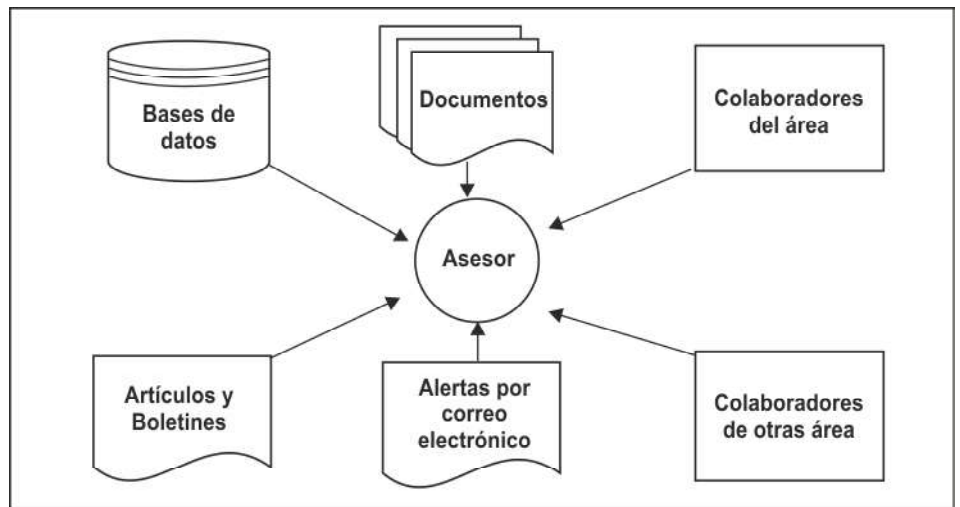 Bases de
datos
Documentos
Colaboradores
del área
Asesor
Artículos y
Boletines
Alertas por
correo
electrónico
Colaboradores
de otras área